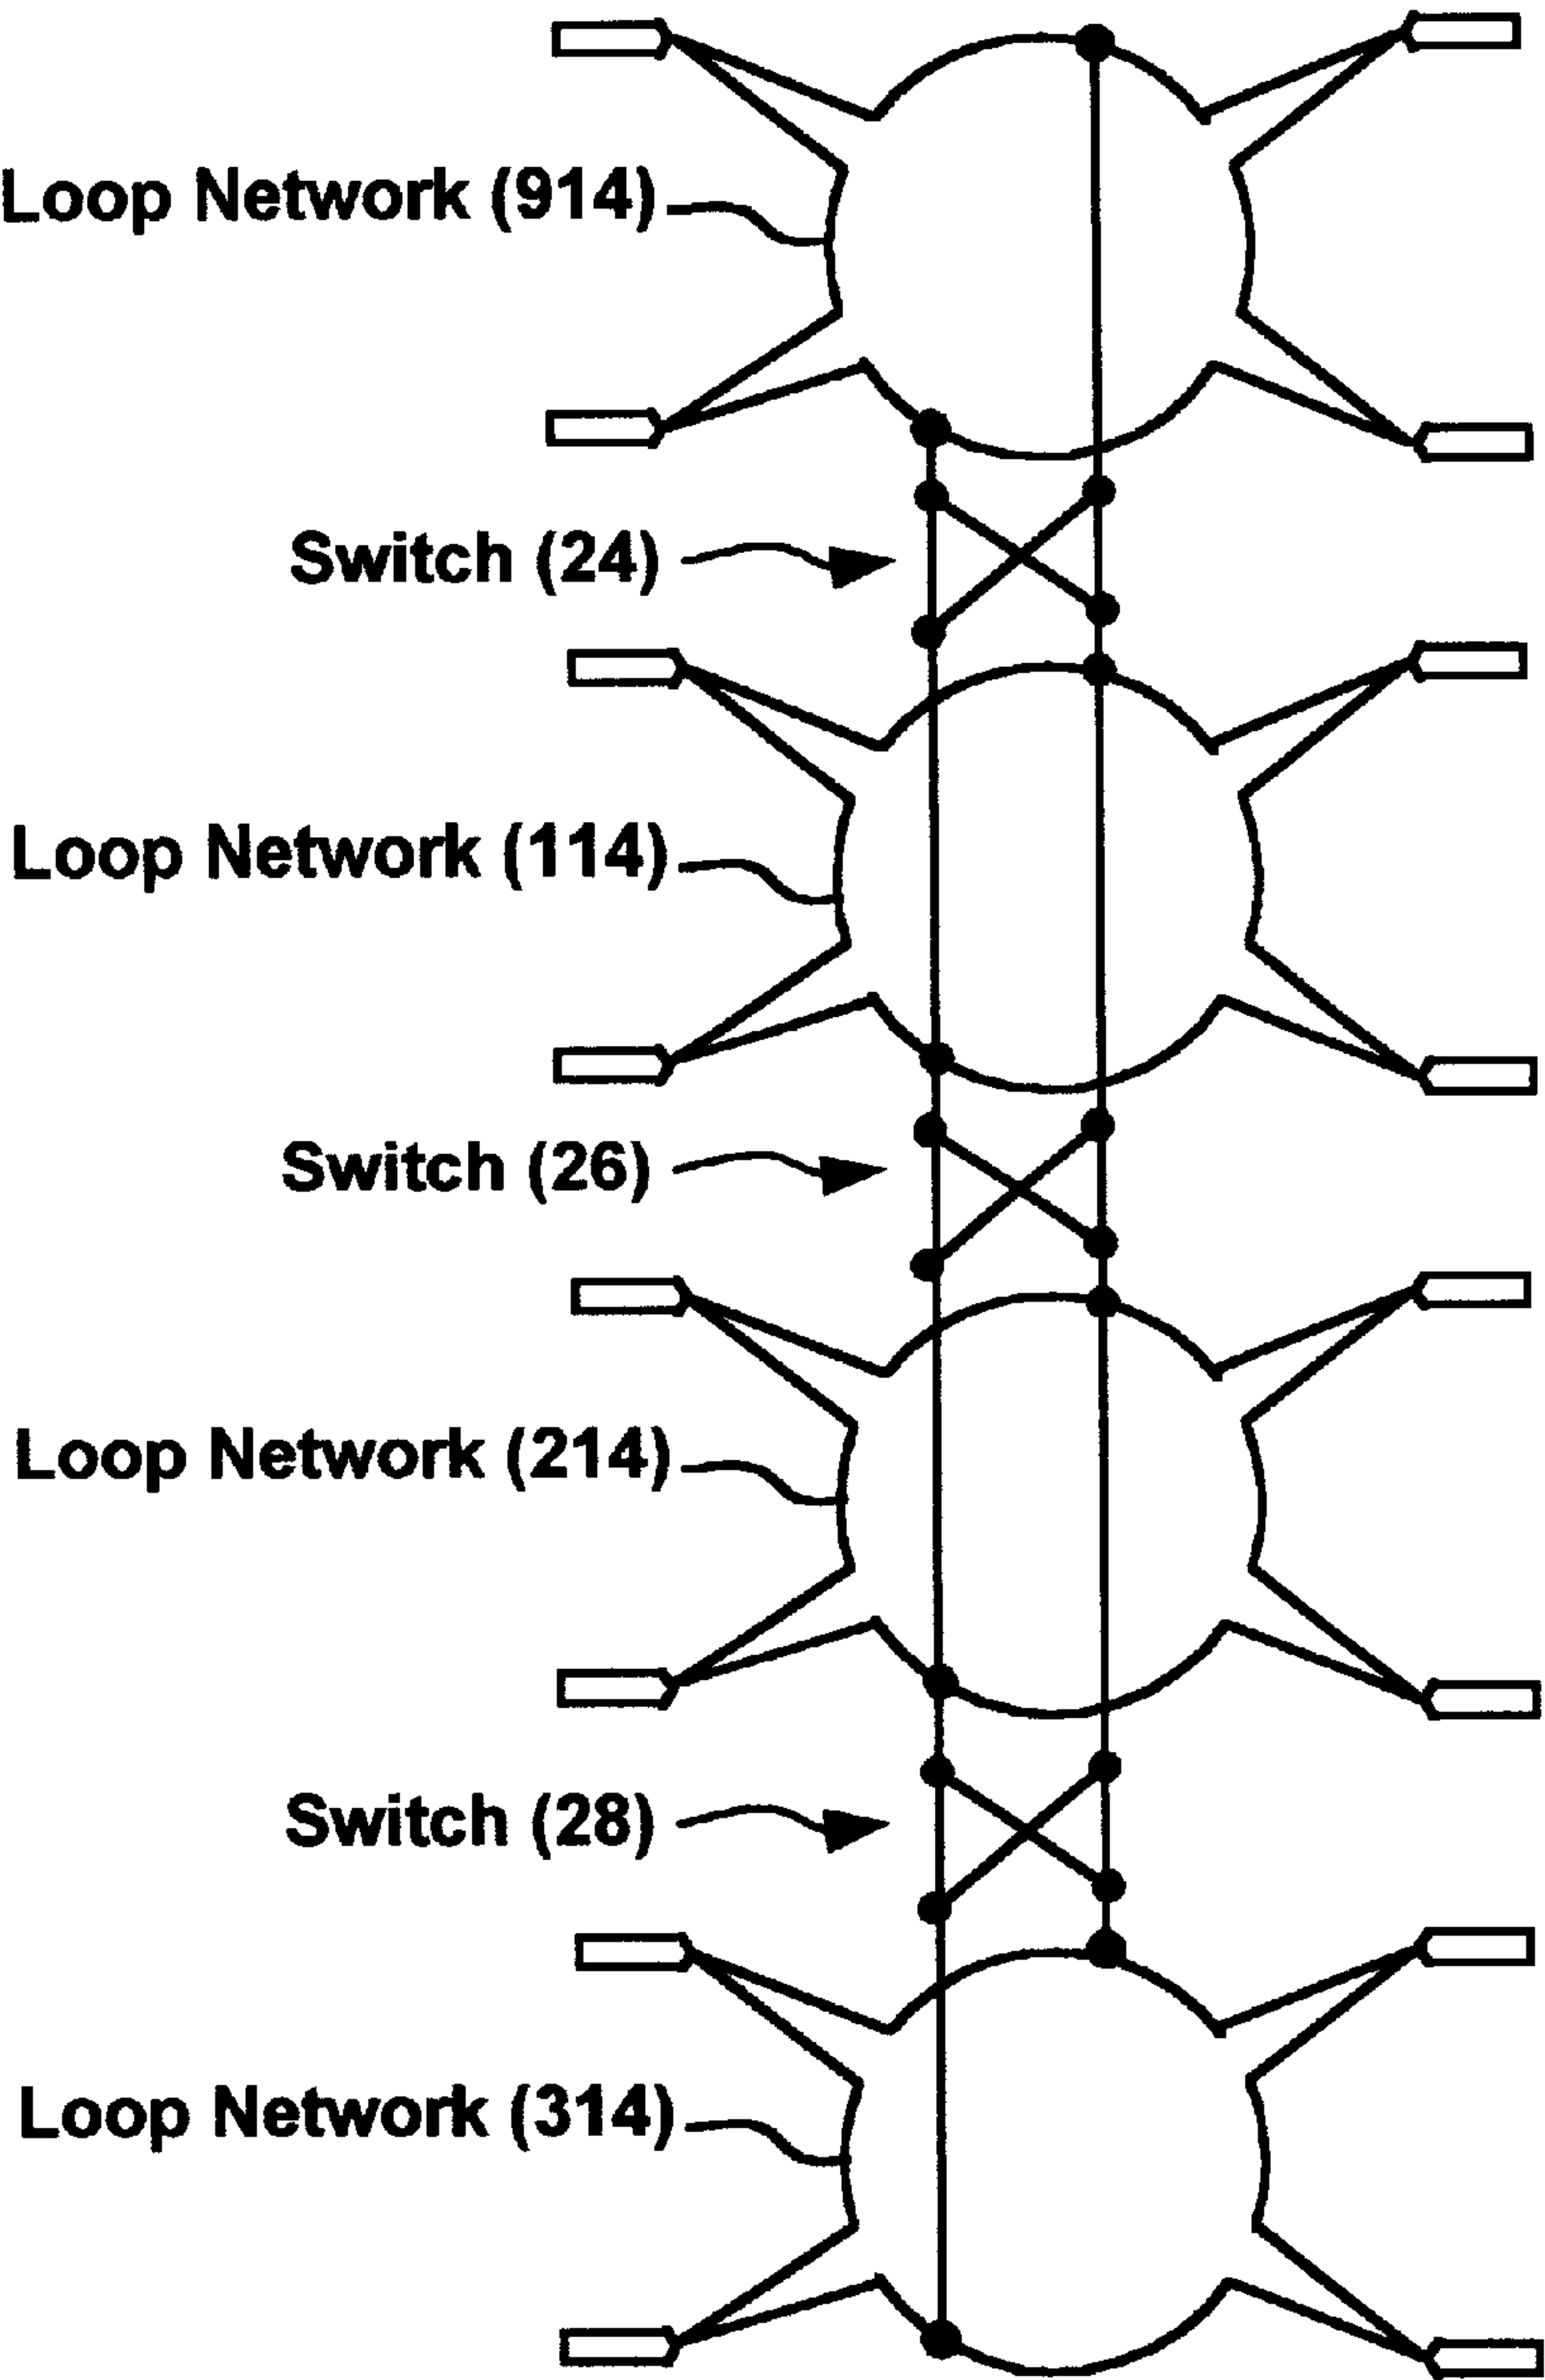 Loop Network (914)
Switch (24)
Loop Network (114)
Switch (26)
Loop Network (214)
Switch (28)
Loop Network (314)